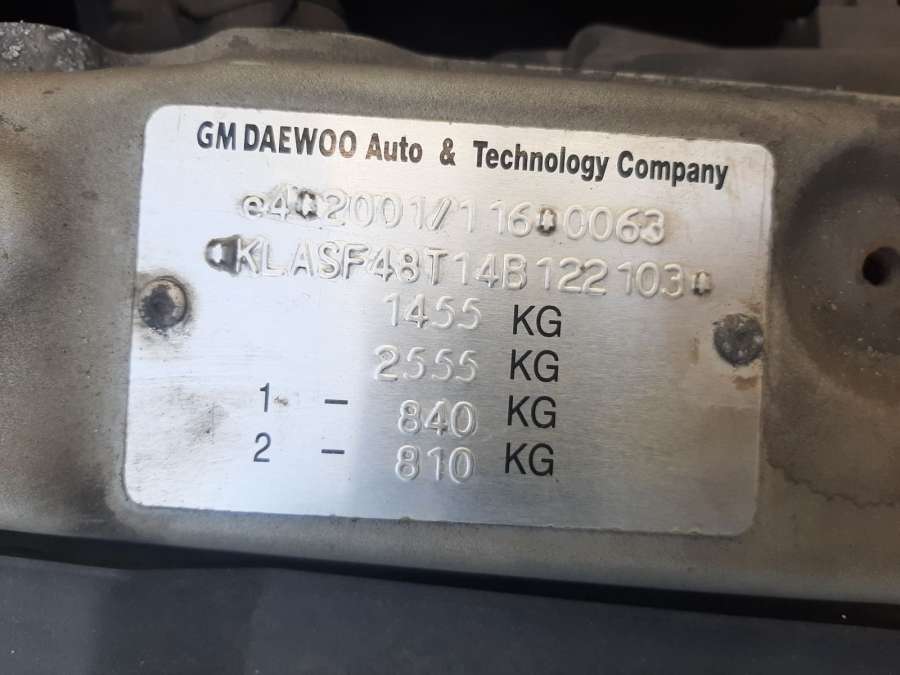 GM DAEWOO Auto & Technology Company
e4*2001/116*0063
*KLASF48T14B122103*
1455 KG
2555 KG
1 - 840 KG
2 - 810 KG